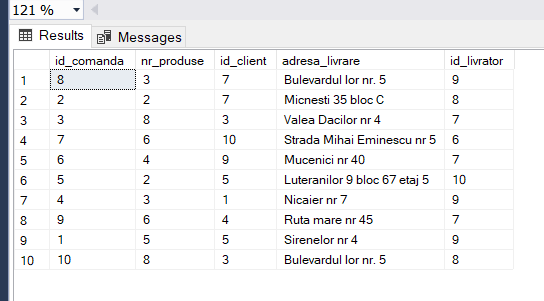 121 %
Results Messages
id_comanda nr_produse id_client adresa_livrare id_livrator
1 8 3 7 Bulevardul lor nr. 5 9
2 2 2 7 Micnesti 35 bloc C 8
3 3 8 3 Valea Dacilor nr 4 7
4 7 6 10 Strada Mihai Eminescu nr 5 6
5 6 4 9 Mucenici nr 40 7
6 5 2 5 Luteranilor 9 bloc 67 etaj 5 10
7 4 3 1 Nicaier nr 7 9
8 9 6 4 Ruta mare nr 45 7
9 1 5 5 Sirenelor nr 4 9
10 10 8 3 Bulevardul lor nr. 5 8